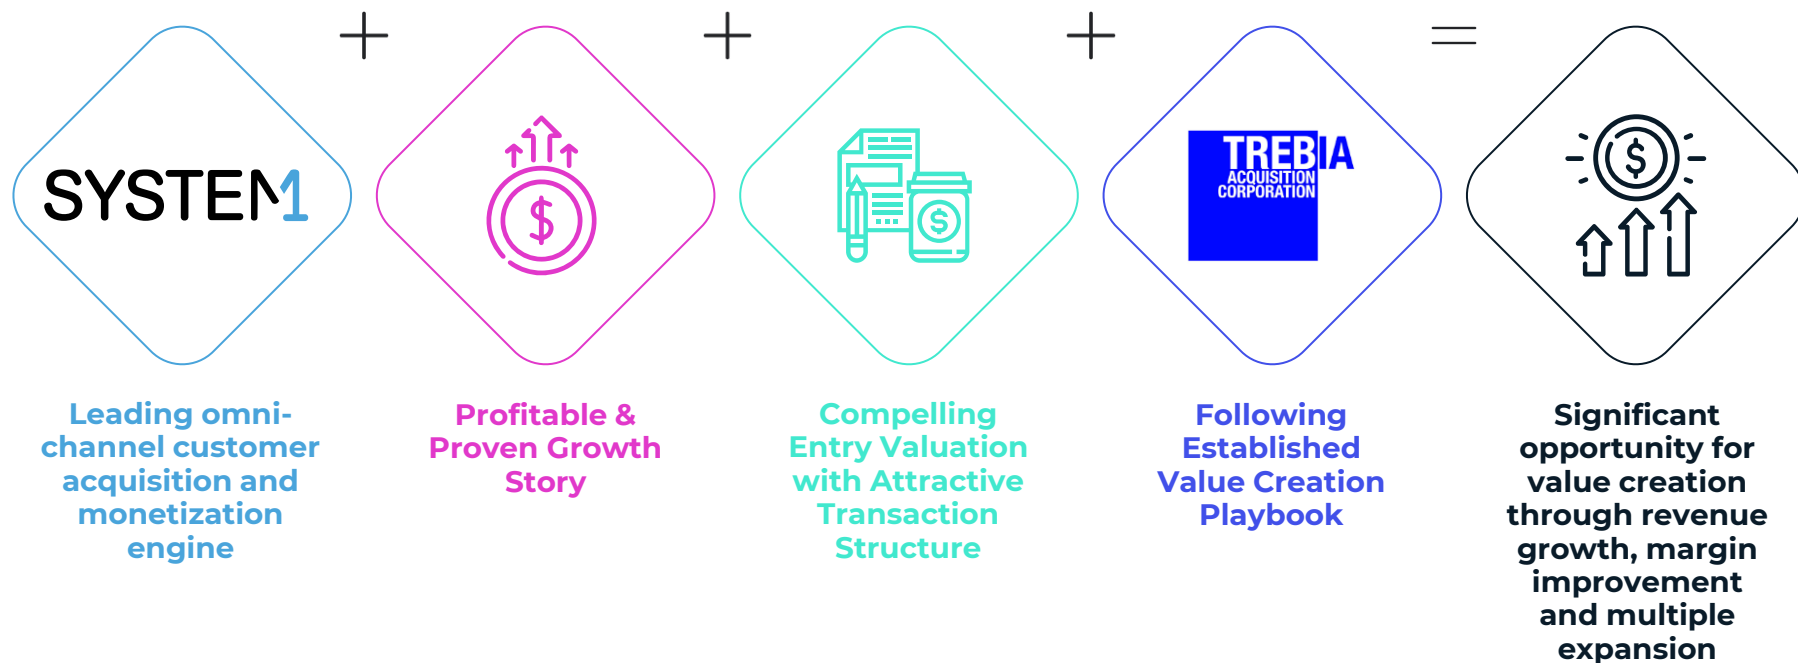 SYSTEM1
TREBIA
ACQUISITION
CORPORATION
Leading omni-
channel customer
acquisition and
monetization
engine
Profitable &
Proven Growth
Story
Compelling
Entry Valuation
with Attractive
Transaction
Structure
Following
Established
Value Creation
Playbook
Significant
opportunity for
value creation
through revenue
growth, margin
improvement
and multiple
expansion